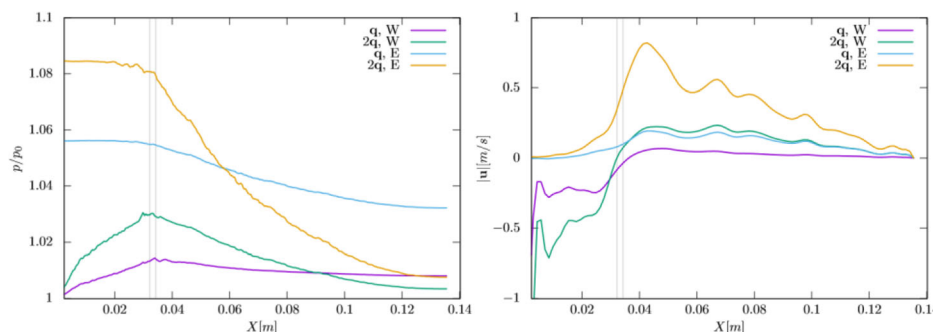 1.1
1.08
1.06
1.04
1.02
1
p/p₀
0.02 0.04 0.06 0.08 0.1 0.12 0.14
X[m]
q, W
2q, W
q, E
2q, E
1
0.5
0
−0.5
−1
|u|[m/s]
0.02 0.04 0.06 0.08 0.1 0.12 0.14
X[m]
q, W
2q, W
q, E
2q, E